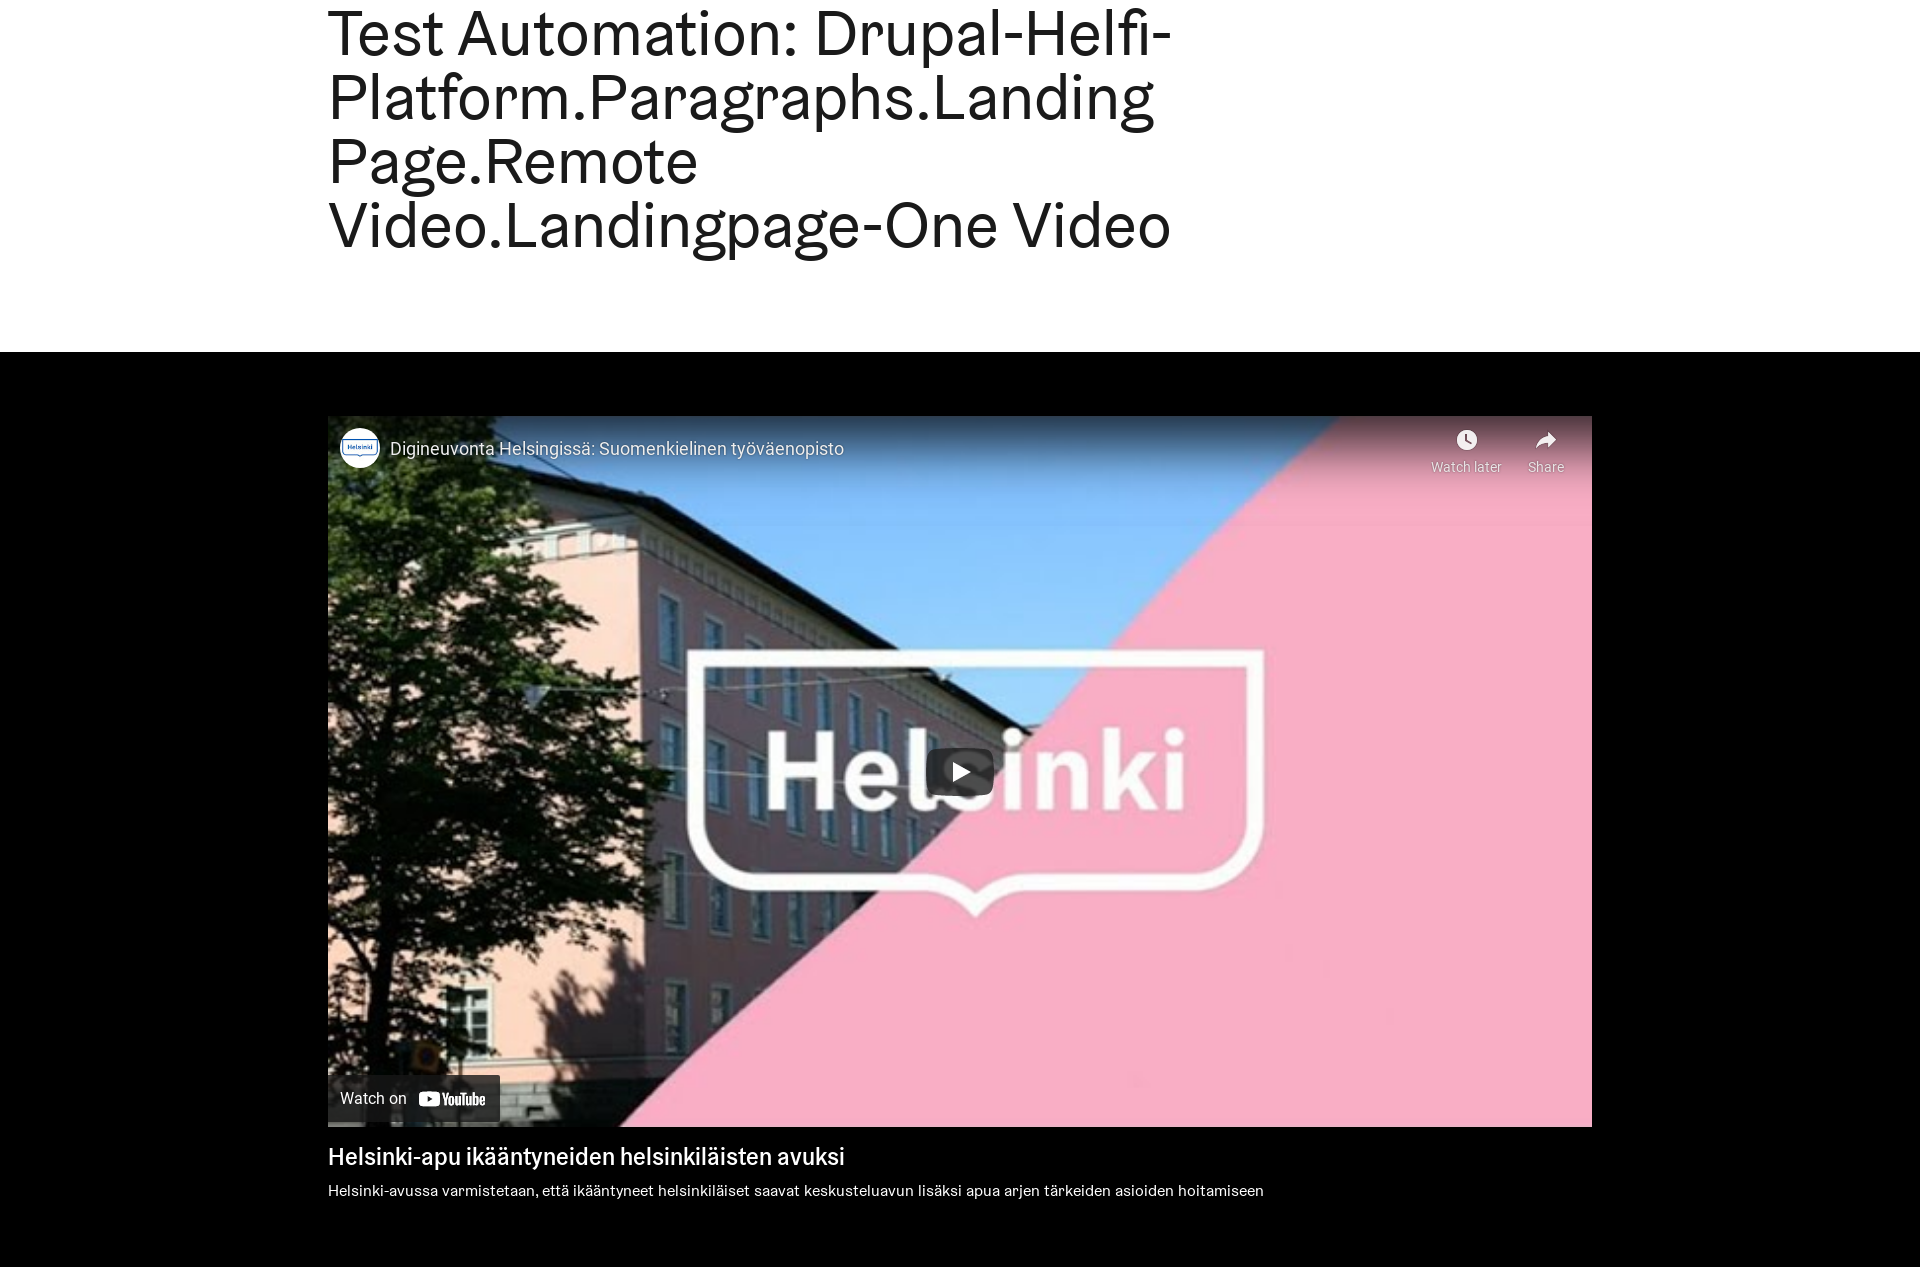 Test Automation: Drupal-Helfi-
Platform.Paragraphs.Landing
Page.Remote
Video.Landingpage-One Video
Helsinki
Digineuvonta Helsingissä: Suomenkielinen työväenopisto
Watch later
Share
Helsinki
Watch on YouTube
Helsinki-apu ikääntyneiden helsinkiläisten avuksi
Helsinki-avussa varmistetaan, että ikääntyneet helsinkiläiset saavat keskusteluavun lisäksi apua arjen tärkeiden asioiden hoitamiseen